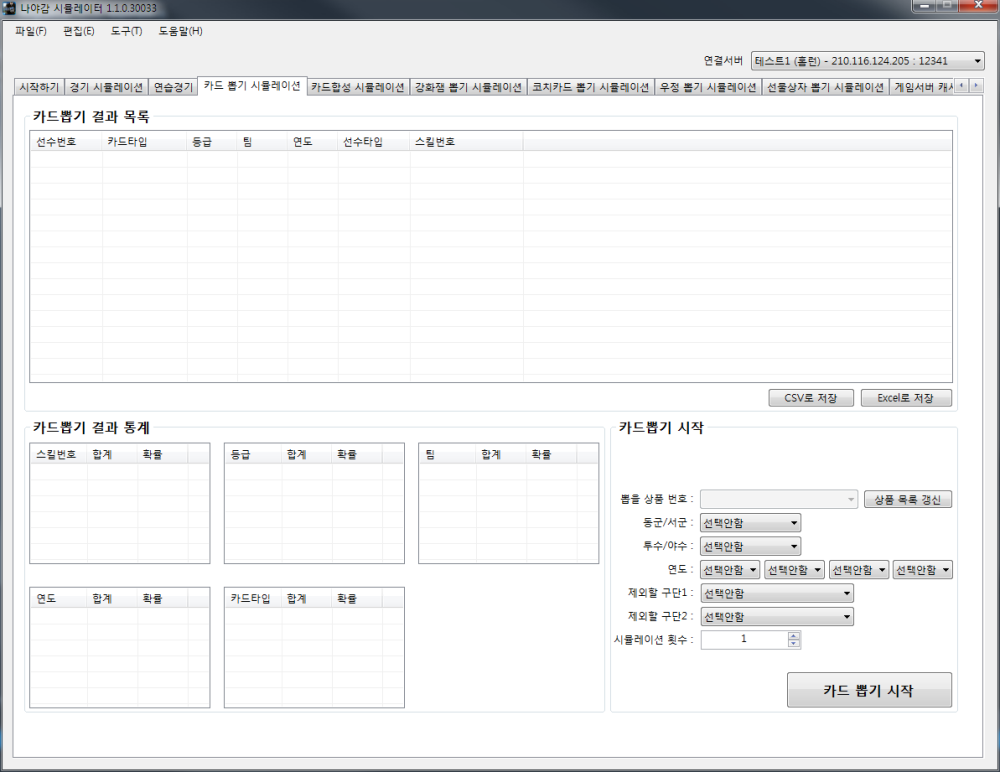 나야감 시뮬레이터 1.1.0.30033
파일(F) 편집(E) 도구(T) 도움말(H)
연결서버 테스트1 (훌런) - 210.116.124.205 : 12341
시작하기 경기 시뮬레이션 연습경기 카드 뽑기 시뮬레이션 카드합성 시뮬레이션 강화잼 뽑기 시뮬레이션 코치카드 뽑기 시뮬레이션 우정 뽑기 시뮬레이션 선물상자 뽑기 시뮬레이션 게임서버 캐시
카드뽑기 결과 목록
선수번호 카드타입 등급 팀 연도 선수타입 스킬번호
CSV로 저장 Excel로 저장
카드뽑기 결과 통계
스킬번호 합계 확률 등급 합계 확률 팀 합계 확률
연도 합계 확률 카드타입 합계 확률
카드뽑기 시작
뽑을 상품 번호 : 상품 목록 갱신
동군/서군 : 선택안함
투수/야수 : 선택안함
연도 : 선택안함 선택안함 선택안함 선택안함
제외할 구단1 : 선택안함
제외할 구단2 : 선택안함
시뮬레이션 횟수 : 1
카드 뽑기 시작